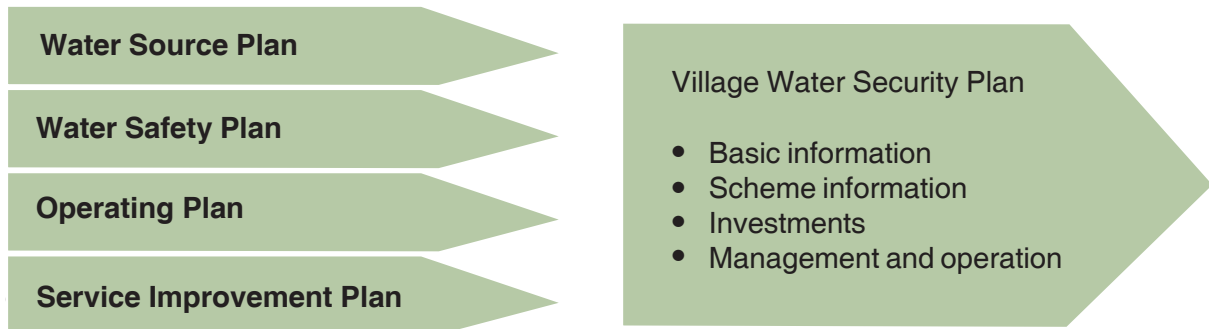 Water Source Plan
Water Safety Plan
Operating Plan
Service Improvement Plan
Village Water Security Plan
• Basic information
• Scheme information
• Investments
• Management and operation